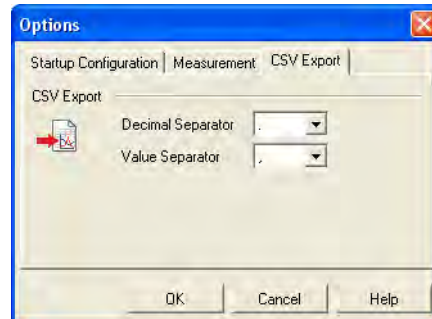 Options
Startup Configuration Measurement CSV Export
CSV Export
Decimal Separator .
Value Separator ,
OK Cancel Help